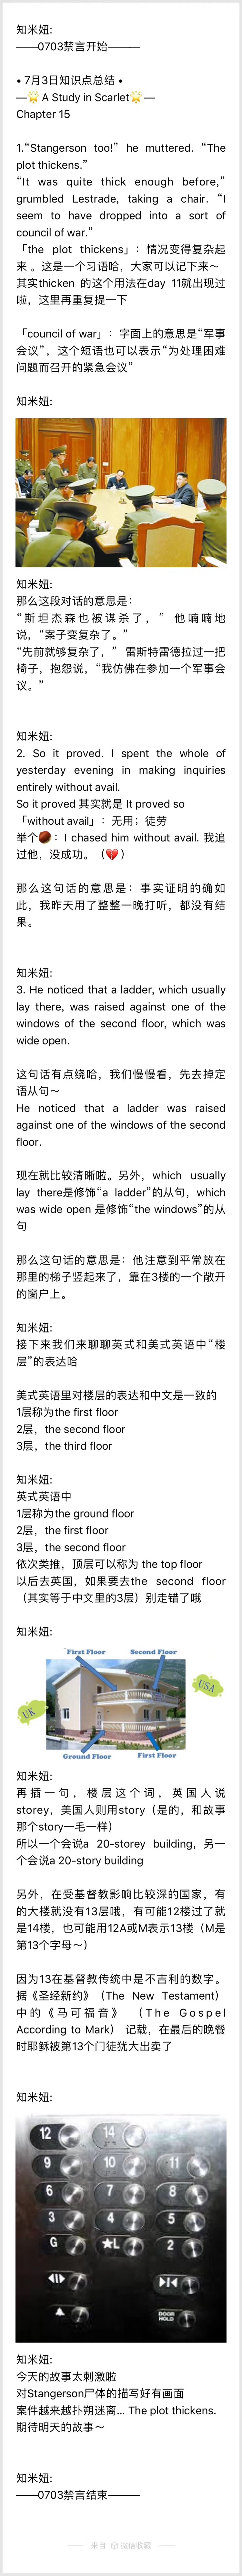 知米妞:
——0703禁言开始———
• 7月3日知识点总结 •
—🌟A Study in Scarlet🌟—
Chapter 15
1.“Stangerson too!” he muttered. “The
plot thickens.”
“It was quite thick enough before,”
grumbled Lestrade, taking a chair. “I
seem to have dropped into a sort of
council of war.”
「the plot thickens」：情况变得复杂起
来 。这是一个习语哈，大家可以记下来～
其实thicken 的这个用法在day 11就出现过
啦，这里再重复提一下
「council of war」：字面上的意思是“军事
会议”，这个短语也可以表示“为处理困难
问题而召开的紧急会议”
知米妞:
知米妞:
那么这段对话的意思是：
“斯坦杰森也被谋杀了，” 他喃喃地
说，“案子变复杂了。”
“先前就够复杂了，” 雷斯特雷德拉过一把
椅子，抱怨说，“我仿佛在参加一个军事会
议。”
知米妞:
2. So it proved. I spent the whole of
yesterday evening in making inquiries
entirely without avail.
So it proved 其实就是 It proved so
「without avail」：无用；徒劳
举个🌰：I chased him without avail. 我追
过他，没成功。（💔）
那么这句话的意思是：事实证明的确如
此，我昨天用了整整一晚打听，都没有结
果。
知米妞:
3. He noticed that a ladder, which usually
lay there, was raised against one of the
windows of the second floor, which was
wide open.
这句话有点绕哈，我们慢慢看，先去掉定
语从句～
He noticed that a ladder was raised
against one of the windows of the second
floor.
现在就比较清晰啦。另外，which usually
lay there是修饰“a ladder”的从句，which
was wide open 是修饰“the windows”的从
句
那么这句话的意思是：他注意到平常放在
那里的梯子竖起来了，靠在3楼的一个敞开
的窗户上。
知米妞:
接下来我们来聊聊英式和美式英语中“楼
层”的表达哈
美式英语里对楼层的表达和中文是一致的
1层称为the first floor
2层，the second floor
3层，the third floor
知米妞:
英式英语中
1层称为the ground floor
2层，the first floor
3层，the second floor
依次类推，顶层可以称为 the top floor
以后去英国，如果要去the second floor
（其实等于中文里的3层）别走错了哦
知米妞:
First Floor Second Floor
UK USA
Ground Floor First Floor
知米妞:
再插一句，楼层这个词，英国人说
storey，美国人则用story（是的，和故事
那个story一毛一样）
所以一个会说a 20-storey building，另一
个会说a 20-story building
另外，在受基督教影响比较深的国家，有
的大楼就没有13层哦，有可能12楼过了就
是14楼，也可能用12A或M表示13楼（M是
第13个字母～）
因为13在基督教传统中是不吉利的数字。
据《圣经新约》（The New Testament）
中的《马可福音》 （The Gospel
According to Mark） 记载，在最后的晚餐
时耶稣被第13个门徒犹大出卖了
知米妞:
12 14
9 10 11
6 7 8
3 4 5
G ★L 2
DOOR
HOLD
知米妞:
今天的故事太刺激啦
对Stangerson尸体的描写好有画面
案件越来越扑朔迷离... The plot thickens.
期待明天的故事～
知米妞:
——0703禁言结束———
来自 微信收藏